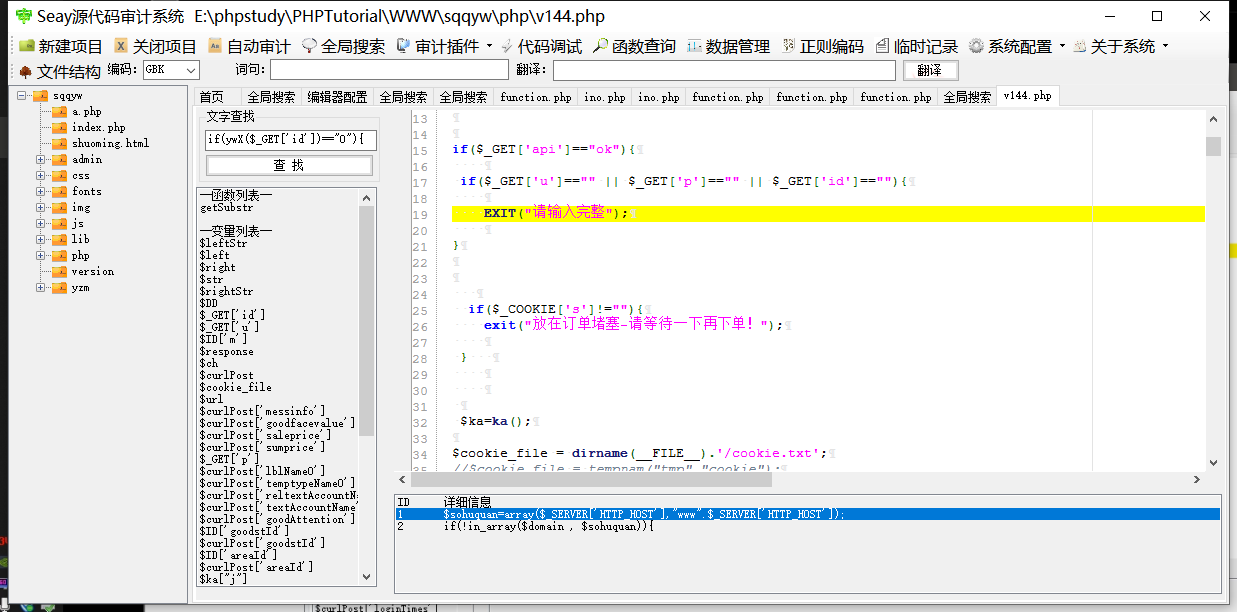 Seay源代码审计系统 E:\phpstudy\PHPTutorial\WWW\sqqyw\php\v144.php
新建项目 关闭项目 自动审计 全局搜索 审计插件 代码调试 函数查询 数据管理 正则编码 临时记录 系统配置 关于系统
文件结构 编码: GBK 词句: 翻译: 翻译
sqqyw
a.php
index.php
shuoming.html
admin
css
fonts
img
js
lib
php
version
yzm
首页 全局搜索 编辑器配置 全局搜索 全局搜索 function.php ino.php ino.php function.php function.php function.php 全局搜索 v144.php
文字查找
if(ywX($_GET['id'])=="0"){
查 找
一函数列表一
getSubstr
一变量列表一
$leftStr
$left
$right
$str
$rightStr
$DD
$_GET['id']
$_GET['u']
$ID['m']
$response
$ch
$curlPost
$cookie_file
$url
$curlPost['messinfo']
$curlPost['goodfacevalue']
$curlPost['saleprice']
$curlPost['sumprice']
$_GET['p']
$curlPost['lblName0']
$curlPost['temptypeName0']
$curlPost['reltextAccountN
$curlPost['textAccountName'
$curlPost['goodAttention']
$ID['goodstId']
$curlPost['goodstId']
$ID['areaId']
$curlPost['areaId']
$ka["j"]
13 ¶
14 ¶
15 if($_GET['api']=="ok"){¶
16 ¶
17 if($_GET['u']=="" || $_GET['p']=="" || $_GET['id']==""){¶
18 ¶
19 EXIT("请输入完整");¶
20 ¶
21 }¶
22 ¶
23 ¶
24 ¶
25 if($_COOKIE['s']!=""){¶
26 exit("放在订单堵塞-请等待一下再下单！");¶
27 ¶
28 } ¶
29 ¶
30 ¶
31 ¶
32 $ka=ka();¶
33 ¶
34 $cookie_file = dirname(__FILE__).'/cookie.txt';¶
35 //$cookie_file = tempnam("tmp","cookie");¶
ID 详细信息
1 $sohuquan=array($_SERVER['HTTP_HOST'],"www".$_SERVER['HTTP_HOST']);
2 if(!in_array($domain , $sohuquan)){
$curlPost['loginTimes']